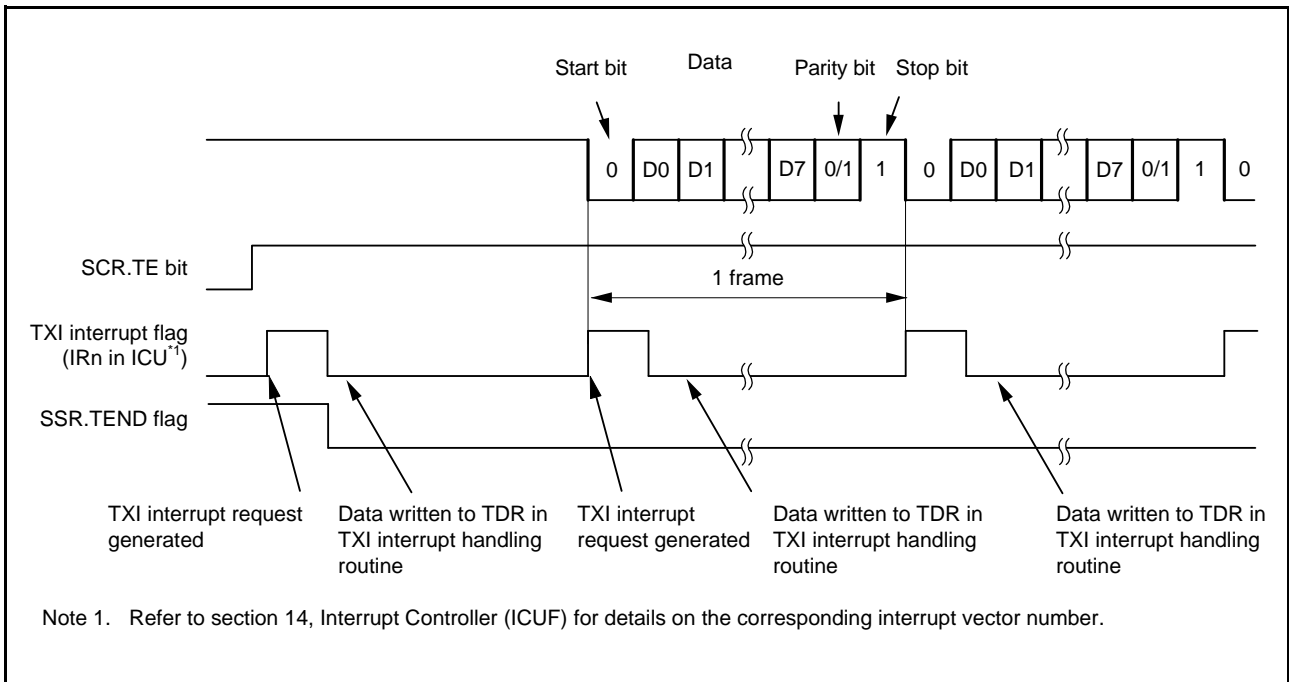 Start bit Data Parity bit Stop bit
0 D0 D1 D7 0/1 1 0 D0 D1 D7 0/1 1 0
SCR.TE bit
1 frame
TXI interrupt flag
(IRn in ICU*1)
SSR.TEND flag
TXI interrupt request
generated
Data written to TDR in
TXI interrupt handling
routine
TXI interrupt
request generated
Data written to TDR in
TXI interrupt handling
routine
Data written to TDR in
TXI interrupt handling
routine
Note 1. Refer to section 14, Interrupt Controller (ICUF) for details on the corresponding interrupt vector number.